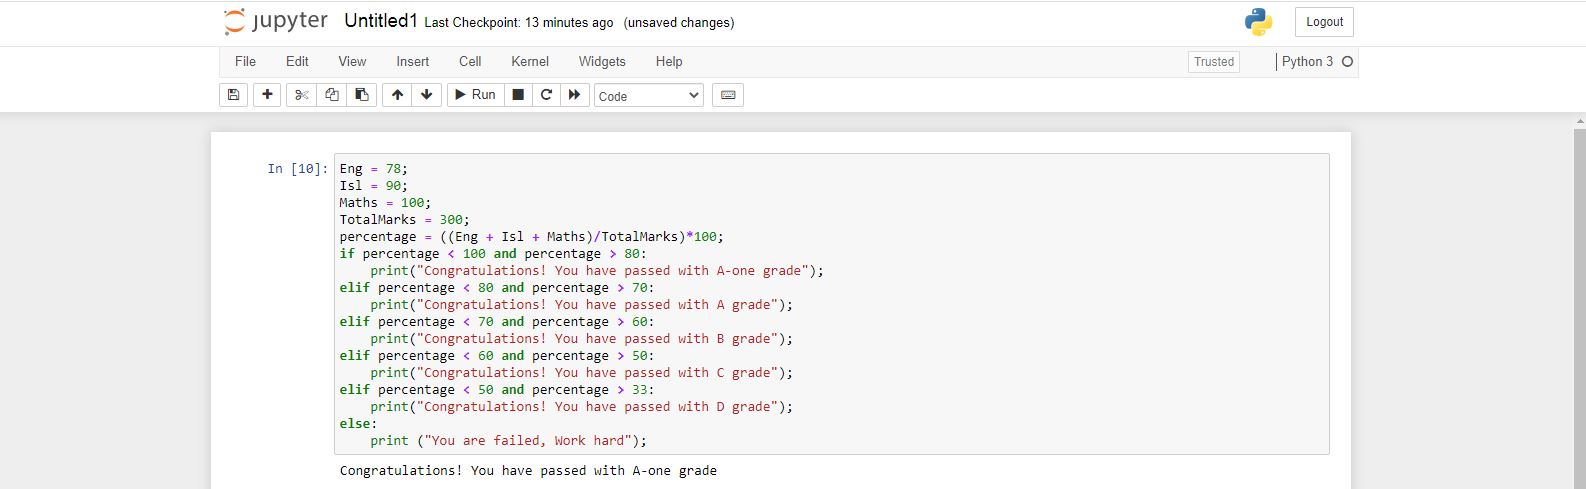 jupyter Untitled1 Last Checkpoint: 13 minutes ago (unsaved changes) Logout
File Edit View Insert Cell Kernel Widgets Help Trusted Python 3
Run Code
In [10]: Eng = 78;
Isl = 90;
Maths = 100;
TotalMarks = 300;
percentage = ((Eng + Isl + Maths)/TotalMarks)*100;
if percentage < 100 and percentage > 80:
    print("Congratulations! You have passed with A-one grade");
elif percentage < 80 and percentage > 70:
    print("Congratulations! You have passed with A grade");
elif percentage < 70 and percentage > 60:
    print("Congratulations! You have passed with B grade");
elif percentage < 60 and percentage > 50:
    print("Congratulations! You have passed with C grade");
elif percentage < 50 and percentage > 33:
    print("Congratulations! You have passed with D grade");
else:
    print ("You are failed, Work hard");
Congratulations! You have passed with A-one grade